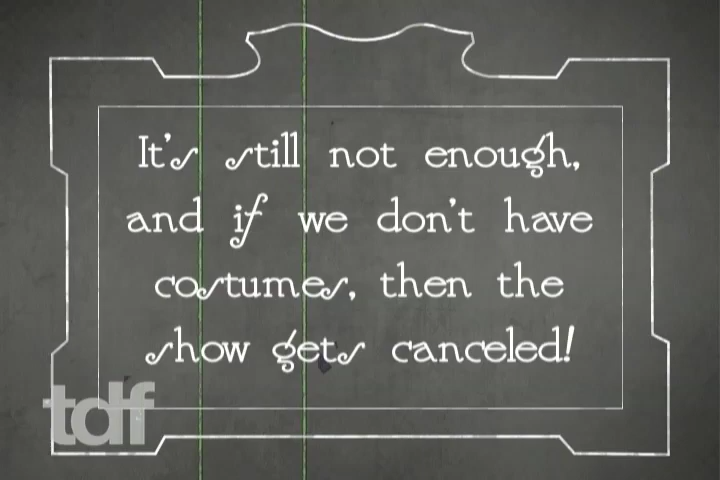 It's still not enough,
and if we don't have
costumes, then the
show gets canceled!
tdf